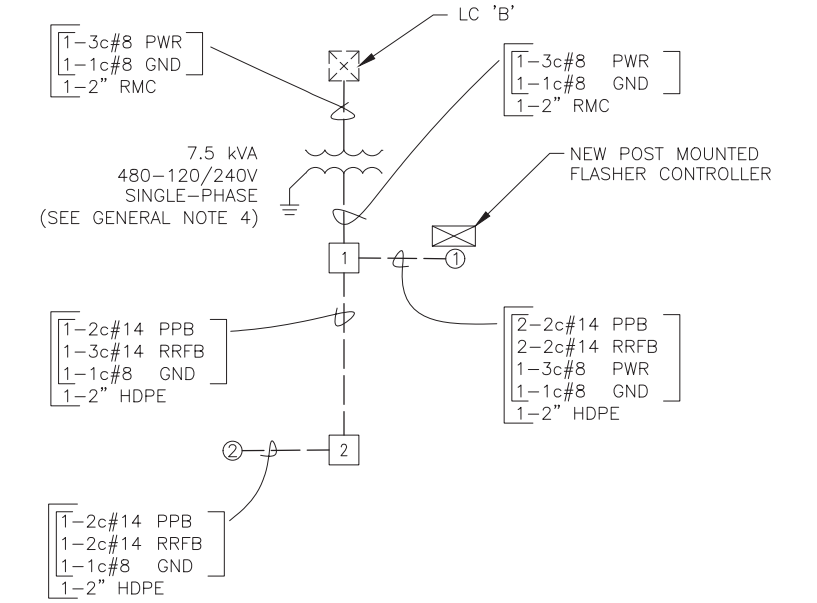 LC 'B'
1-3c#8 PWR
1-1c#8 GND
1-2" RMC
1-3c#8 PWR
1-1c#8 GND
1-2" RMC
7.5 kVA
480-120/240V
SINGLE-PHASE
(SEE GENERAL NOTE 4)
NEW POST MOUNTED
FLASHER CONTROLLER
1
1
1-2c#14 PPB
1-3c#14 RRFB
1-1c#8 GND
1-2" HDPE
2-2c#14 PPB
2-2c#14 RRFB
1-3c#8 PWR
1-1c#8 GND
1-2" HDPE
2
2
1-2c#14 PPB
1-2c#14 RRFB
1-1c#8 GND
1-2" HDPE